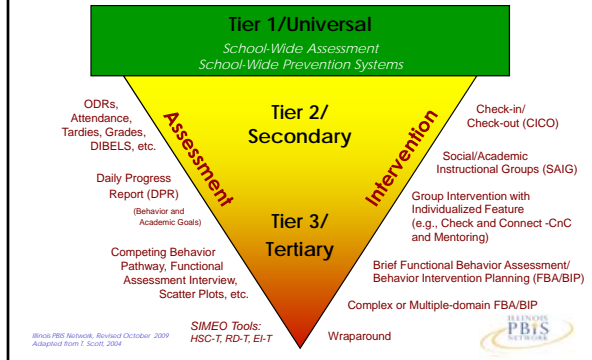 Tier 1/Universal
School-Wide Assessment
School-Wide Prevention Systems
ODRs,
Attendance,
Tardies, Grades,
DIBELS, etc.
Daily Progress
Report (DPR)
(Behavior and
Academic Goals)
Competing Behavior
Pathway, Functional
Assessment Interview,
Scatter Plots, etc.
SIMEO Tools:
HSC-T, RD-T, EI-T
Assessment
Tier 2/
Secondary
Tier 3/
Tertiary
Intervention
Check-in/
Check-out (CICO)
Social/Academic
Instructional Groups (SAIG)
Group Intervention with
Individualized Feature
(e.g., Check and Connect -CnC
and Mentoring)
Brief Functional Behavior Assessment/
Behavior Intervention Planning (FBA/BIP)
Complex or Multiple-domain FBA/BIP
Wraparound
Illinois PBIS Network, Revised October 2009
Adapted from T. Scott, 2004
ILLINOIS
PBIS
NETWORK